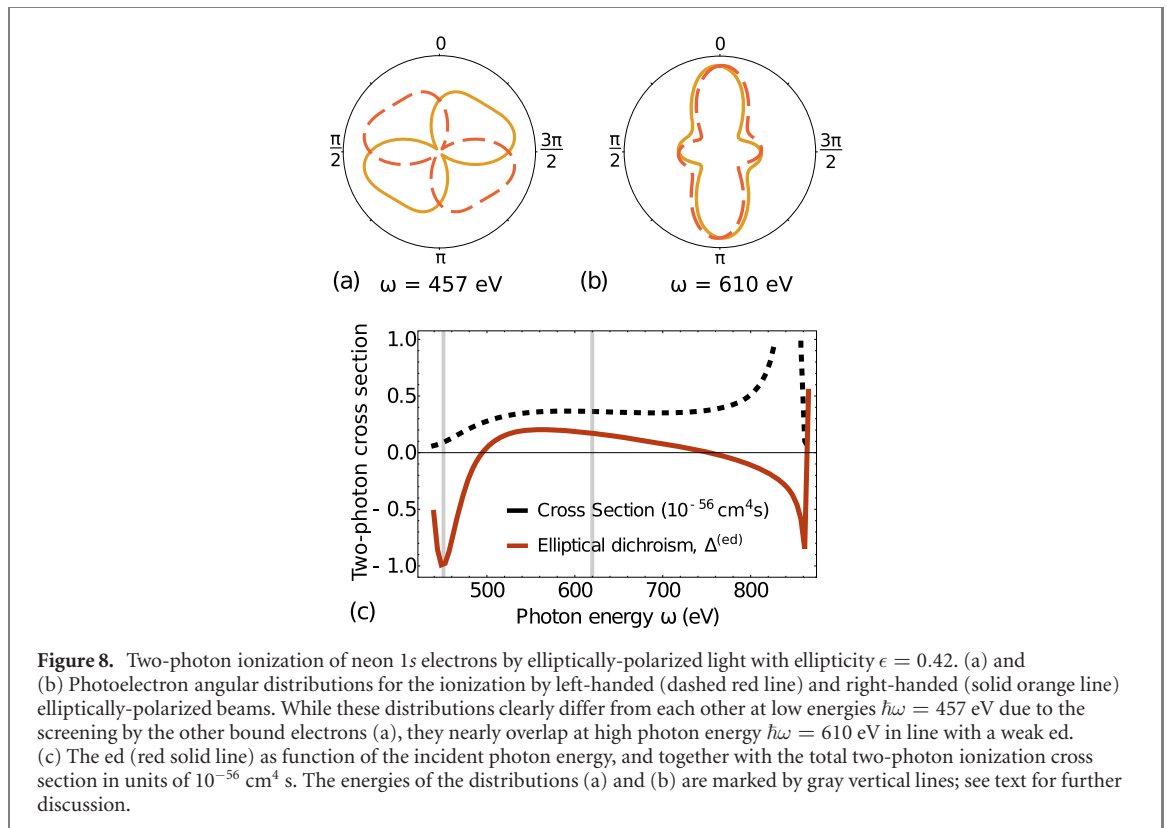 0
π/2
3π/2
π
(a) ω = 457 eV
0
π/2
3π/2
π
(b) ω = 610 eV
Two-photon cross section
1.0
0.5
0.0
- 0.5
- 1.0
Cross Section (10⁻⁵⁶ cm⁴s)
Elliptical dichroism, Δ⁽ᵉᵈ⁾
500 600 700 800
(c) Photon energy ω (eV)
Figure 8. Two-photon ionization of neon 1s electrons by elliptically-polarized light with ellipticity ϵ = 0.42. (a) and
(b) Photoelectron angular distributions for the ionization by left-handed (dashed red line) and right-handed (solid orange line)
elliptically-polarized beams. While these distributions clearly differ from each other at low energies ℏω = 457 eV due to the
screening by the other bound electrons (a), they nearly overlap at high photon energy ℏω = 610 eV in line with a weak ed.
(c) The ed (red solid line) as function of the incident photon energy, and together with the total two-photon ionization cross
section in units of 10⁻⁵⁶ cm⁴ s. The energies of the distributions (a) and (b) are marked by gray vertical lines; see text for further
discussion.